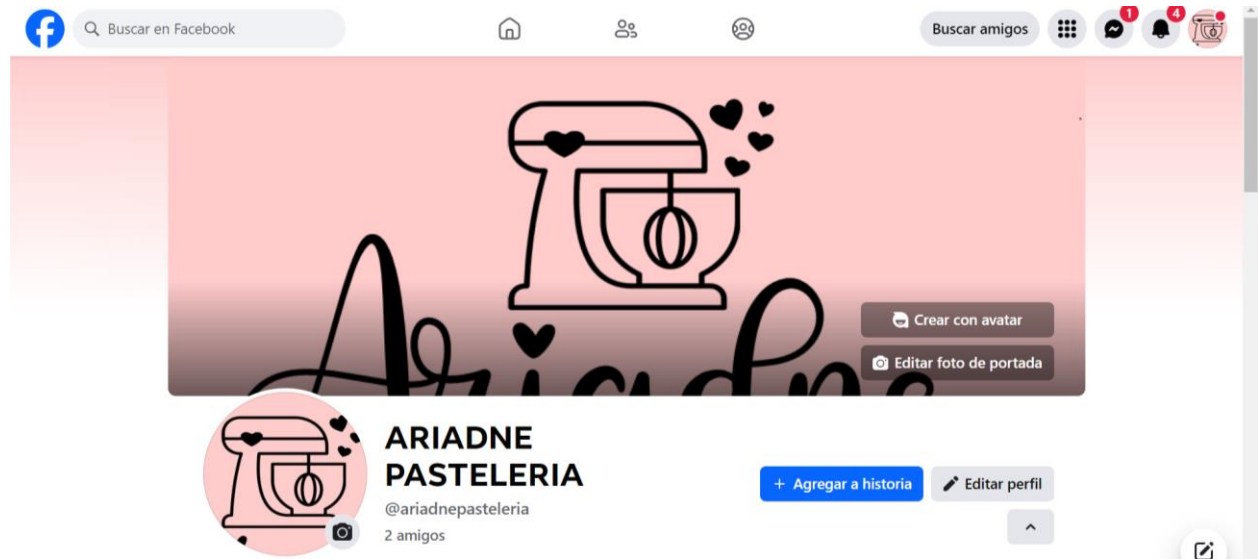 Buscar en Facebook
Buscar amigos
1
4
Ariadne
Crear con avatar
Editar foto de portada
ARIADNE
PASTELERIA
@ariadnepasteleria
2 amigos
+ Agregar a historia
Editar perfil